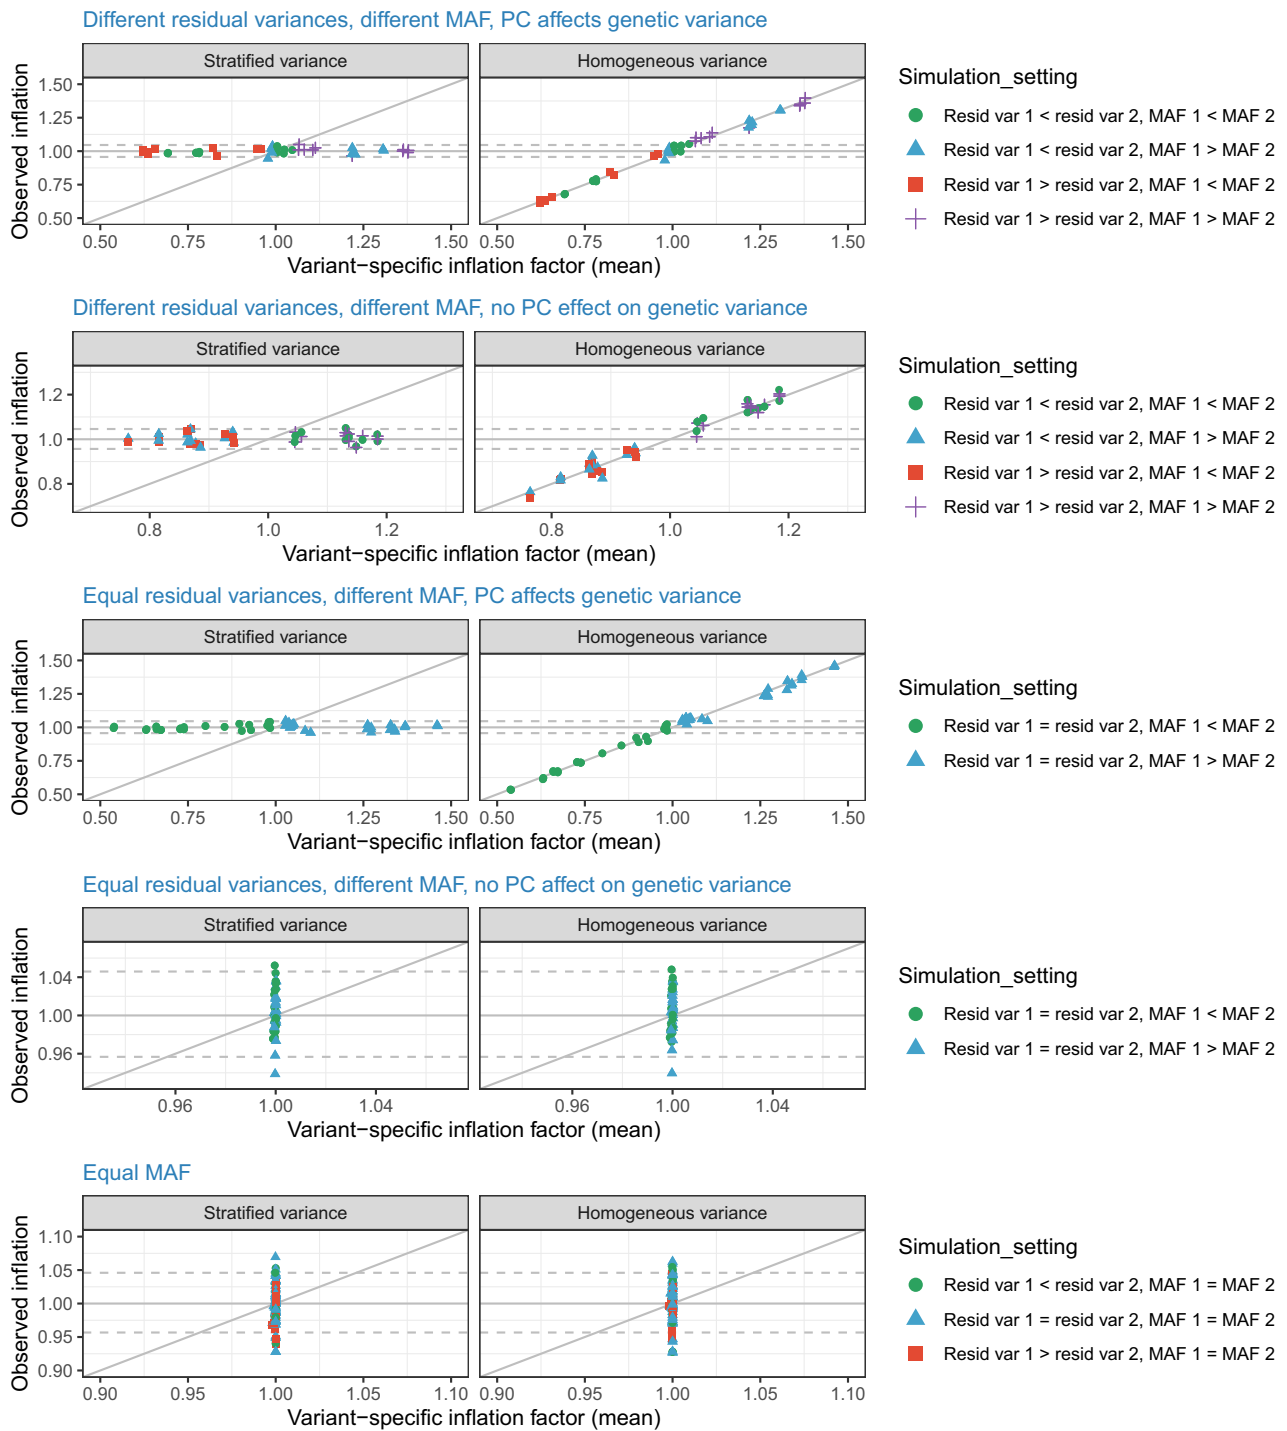 Different residual variances, different MAF, PC affects genetic variance
Stratified variance
Homogeneous variance
Observed inflation
1.50
1.25
1.00
0.75
0.50
0.50 0.75 1.00 1.25 1.50
0.50 0.75 1.00 1.25 1.50
Variant−specific inflation factor (mean)
Simulation_setting
Resid var 1 < resid var 2, MAF 1 < MAF 2
Resid var 1 < resid var 2, MAF 1 > MAF 2
Resid var 1 > resid var 2, MAF 1 < MAF 2
Resid var 1 > resid var 2, MAF 1 > MAF 2
Different residual variances, different MAF, no PC effect on genetic variance
Stratified variance
Homogeneous variance
Observed inflation
1.2
1.0
0.8
0.8 1.0 1.2
0.8 1.0 1.2
Variant−specific inflation factor (mean)
Simulation_setting
Resid var 1 < resid var 2, MAF 1 < MAF 2
Resid var 1 < resid var 2, MAF 1 > MAF 2
Resid var 1 > resid var 2, MAF 1 < MAF 2
Resid var 1 > resid var 2, MAF 1 > MAF 2
Equal residual variances, different MAF, PC affects genetic variance
Stratified variance
Homogeneous variance
Observed inflation
1.50
1.25
1.00
0.75
0.50
0.50 0.75 1.00 1.25 1.50
0.50 0.75 1.00 1.25 1.50
Variant−specific inflation factor (mean)
Simulation_setting
Resid var 1 = resid var 2, MAF 1 < MAF 2
Resid var 1 = resid var 2, MAF 1 > MAF 2
Equal residual variances, different MAF, no PC affect on genetic variance
Stratified variance
Homogeneous variance
Observed inflation
1.04
1.00
0.96
0.96 1.00 1.04
0.96 1.00 1.04
Variant−specific inflation factor (mean)
Simulation_setting
Resid var 1 = resid var 2, MAF 1 < MAF 2
Resid var 1 = resid var 2, MAF 1 > MAF 2
Equal MAF
Stratified variance
Homogeneous variance
Observed inflation
1.10
1.05
1.00
0.95
0.90
0.90 0.95 1.00 1.05 1.10
0.90 0.95 1.00 1.05 1.10
Variant−specific inflation factor (mean)
Simulation_setting
Resid var 1 < resid var 2, MAF 1 = MAF 2
Resid var 1 = resid var 2, MAF 1 = MAF 2
Resid var 1 > resid var 2, MAF 1 = MAF 2